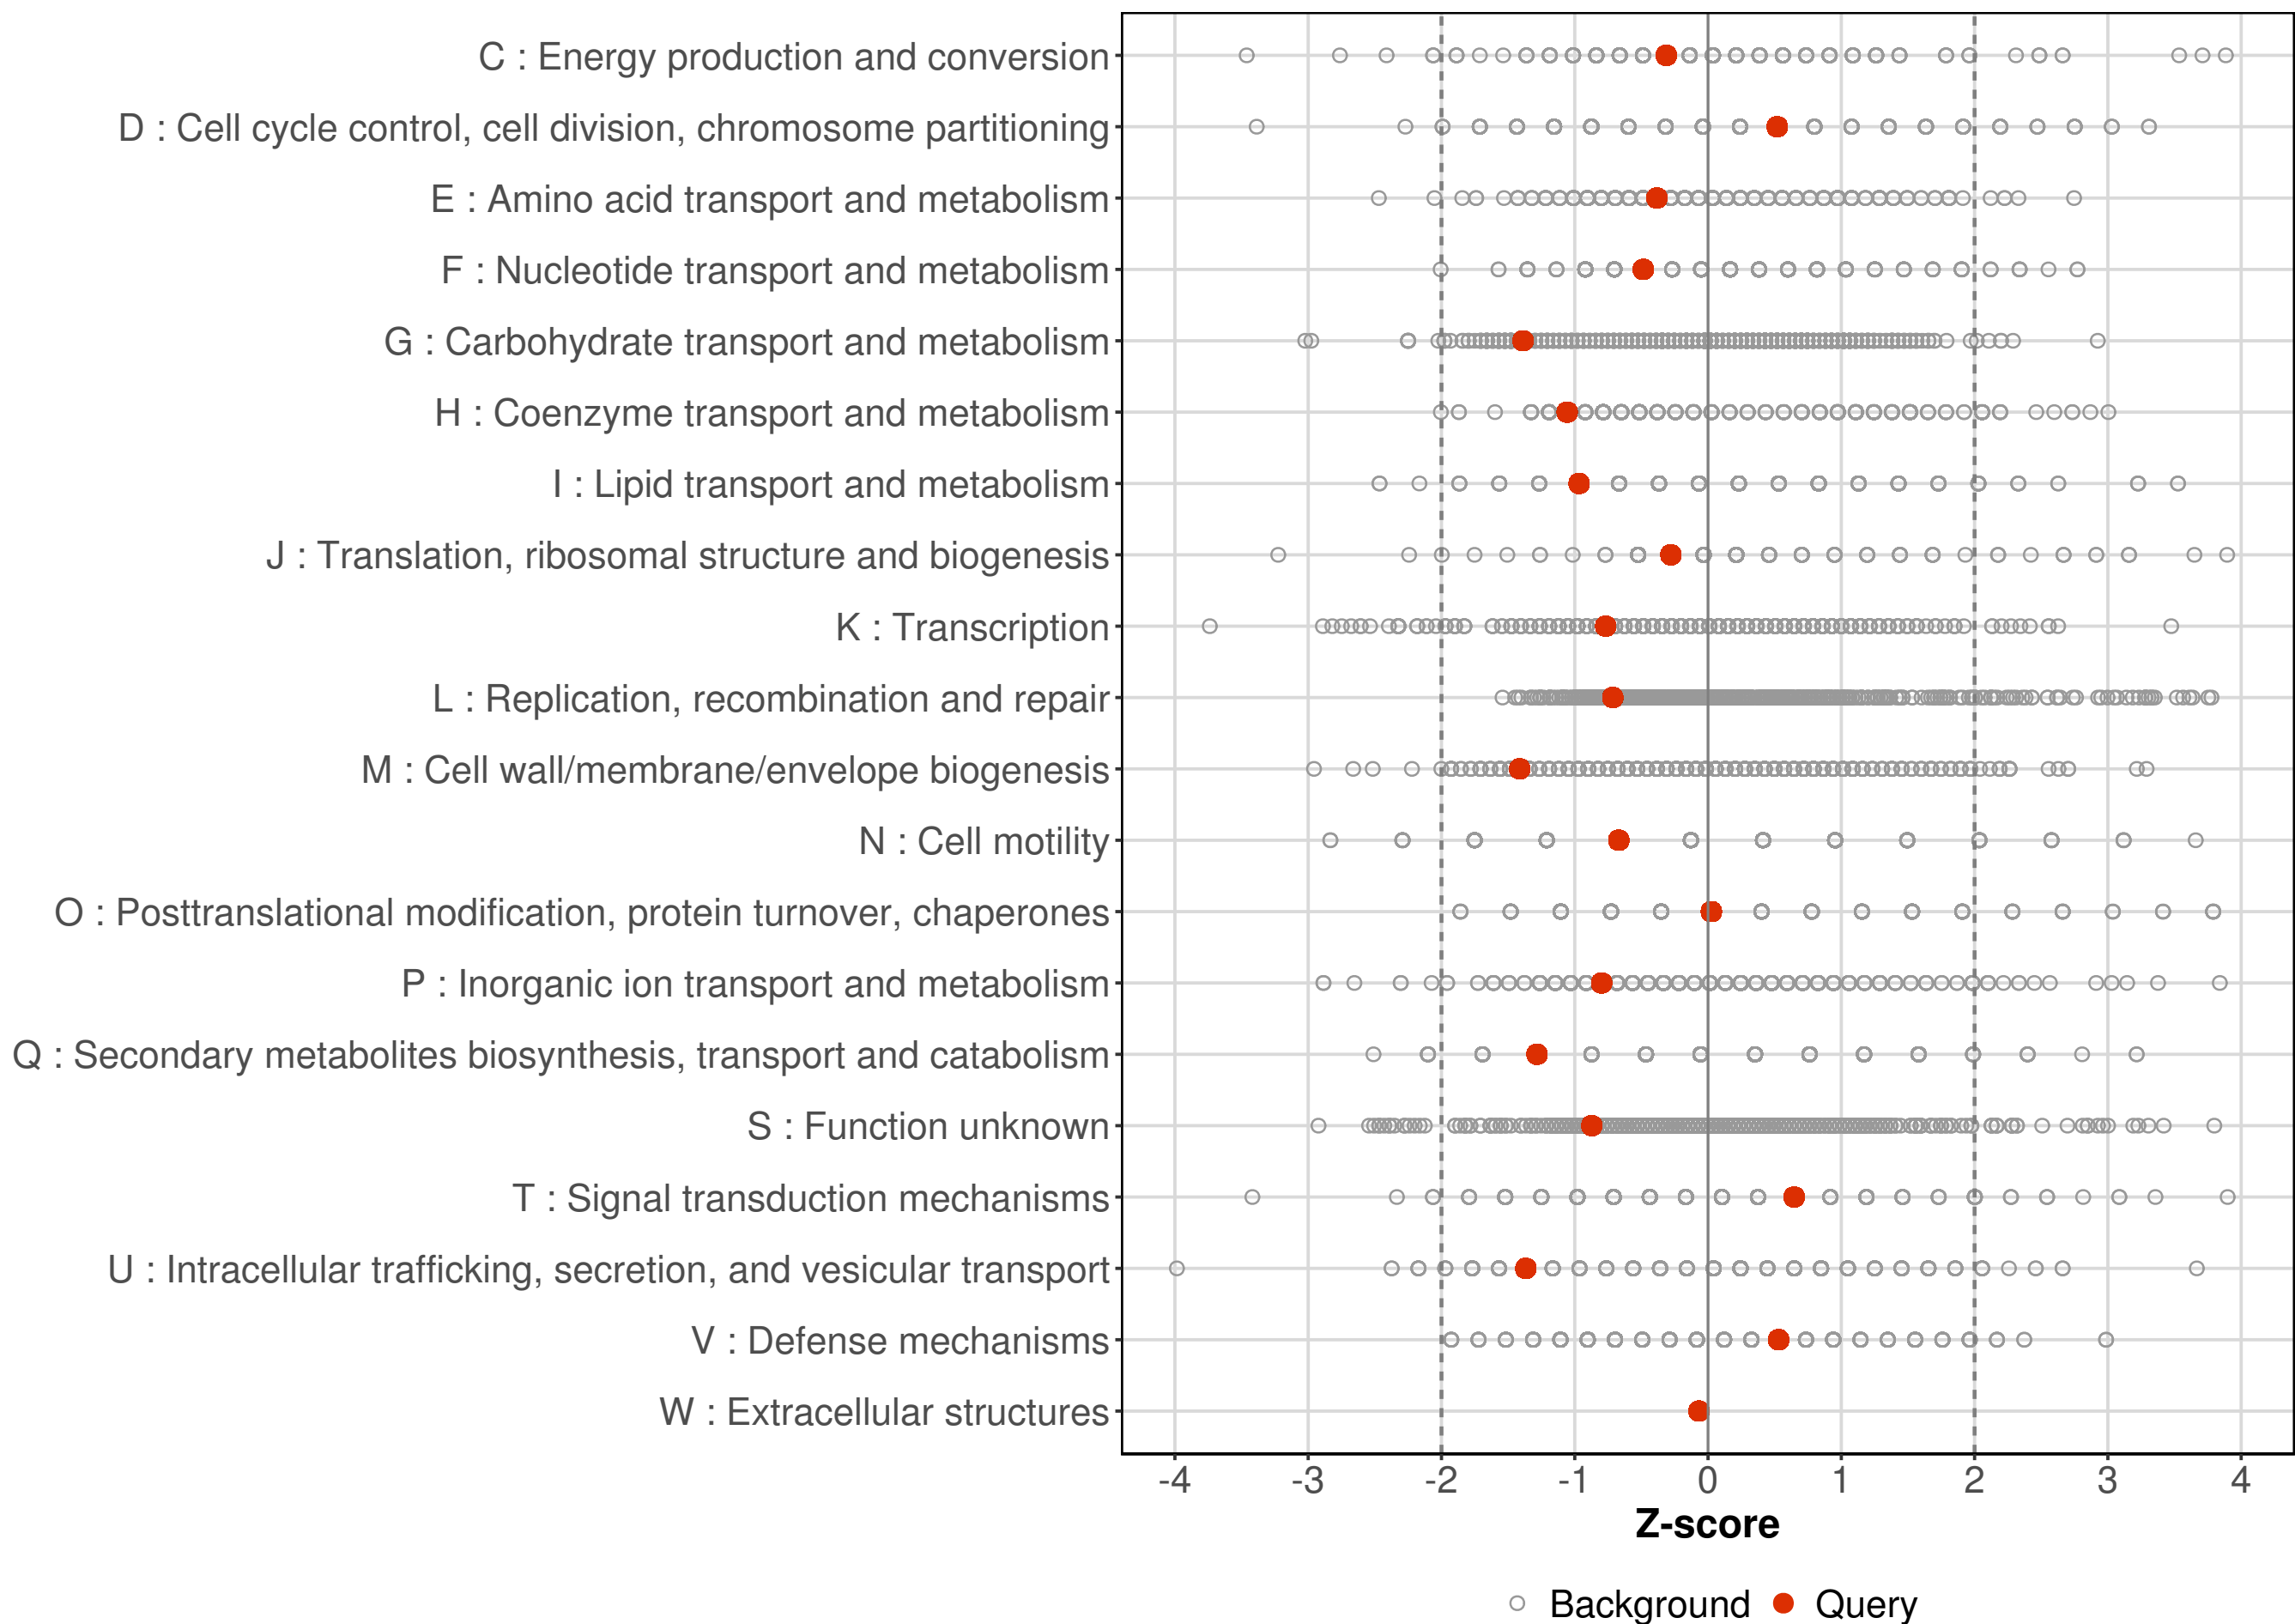 C : Energy production and conversion
D : Cell cycle control, cell division, chromosome partitioning
E : Amino acid transport and metabolism
F : Nucleotide transport and metabolism
G : Carbohydrate transport and metabolism
H : Coenzyme transport and metabolism
I : Lipid transport and metabolism
J : Translation, ribosomal structure and biogenesis
K : Transcription
L : Replication, recombination and repair
M : Cell wall/membrane/envelope biogenesis
N : Cell motility
O : Posttranslational modification, protein turnover, chaperones
P : Inorganic ion transport and metabolism
Q : Secondary metabolites biosynthesis, transport and catabolism
S : Function unknown
T : Signal transduction mechanisms
U : Intracellular trafficking, secretion, and vesicular transport
V : Defense mechanisms
W : Extracellular structures
-4 -3 -2 -1 0 1 2 3 4
Z-score
Background Query